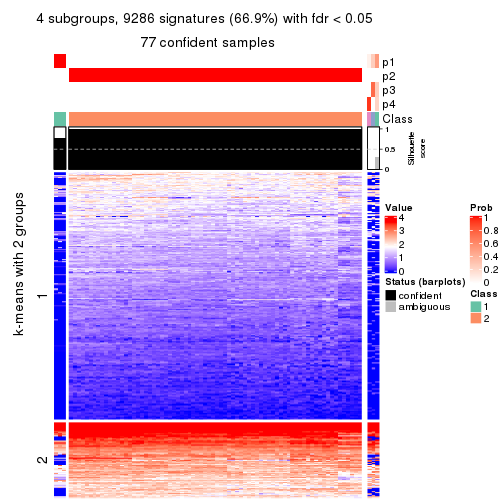 4 subgroups, 9286 signatures (66.9%) with fdr < 0.05
77 confident samples
p1
p2
p3
p4
Class
1
0.5
0
Silhouette
score
k-means with 2 groups
1
2
Value
4
3
2
1
0
Prob
1
0.8
0.6
0.4
0.2
0
Status (barplots)
confident
ambiguous
Class
1
2